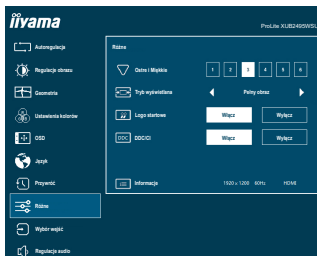 iiyama
ProLite XUB2495WSU
Autoregulacja
Różne
Regulacja obrazu
Ostre i Miękkie
1 2 3 4 5 6
Geometria
Tryb wyświetlania
Pełny obraz
Ustawienia kolorów
Logo startowe
Włącz
Wyłącz
OSD
DDC DDC/CI
Włącz
Wyłącz
Język
Przywróć
Informacje
1920 x 1200 60Hz HDMI
Różne
Wybór wejść
Regulacje audio